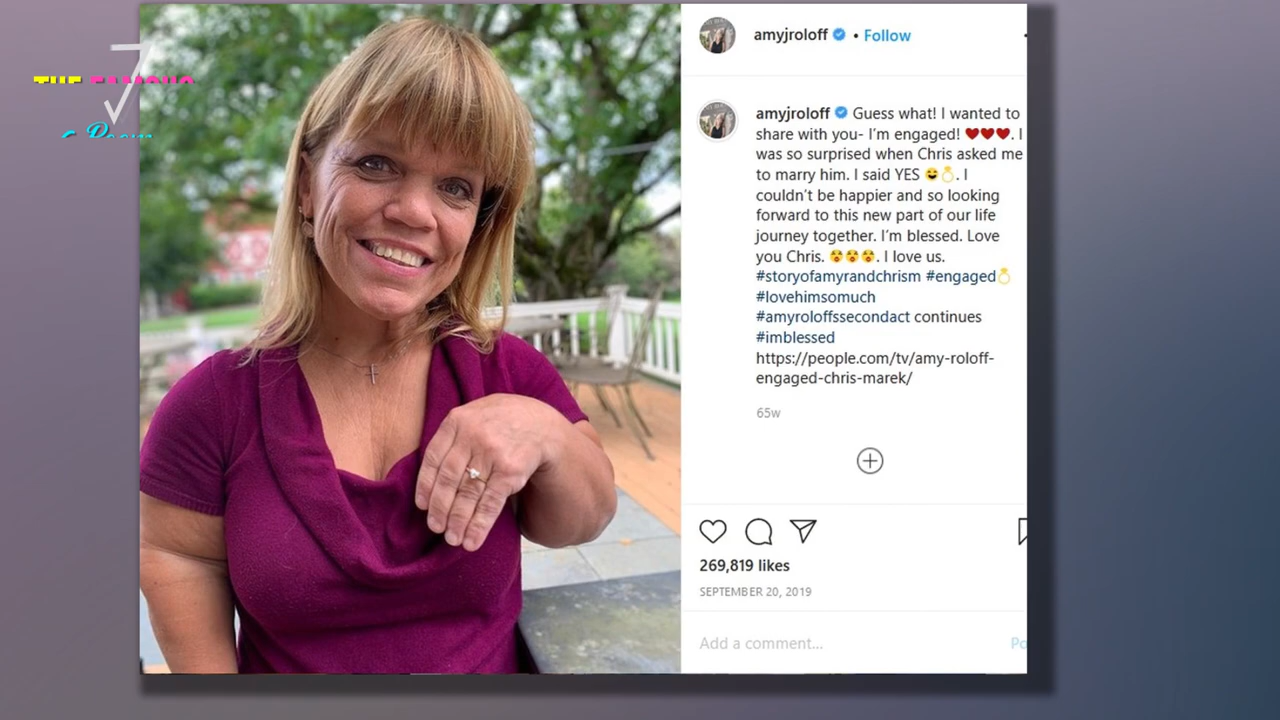 THE FAMOUS
amyjroloff • Follow
amyjroloff Guess what! I wanted to
share with you- I’m engaged! ♥♥♥. I
was so surprised when Chris asked me
to marry him. I said YES 😂💍. I
couldn’t be happier and so looking
forward to this new part of our life
journey together. I’m blessed. Love
you Chris. 😲😲😲. I love us.
#storyofamyrandchrism #engaged💍
#lovehimsomuch
#amyroloffssecondact continues
#imblessed
https://people.com/tv/amy-roloff-
engaged-chris-marek/
65w
269,819 likes
SEPTEMBER 20, 2019
Add a comment...
Po